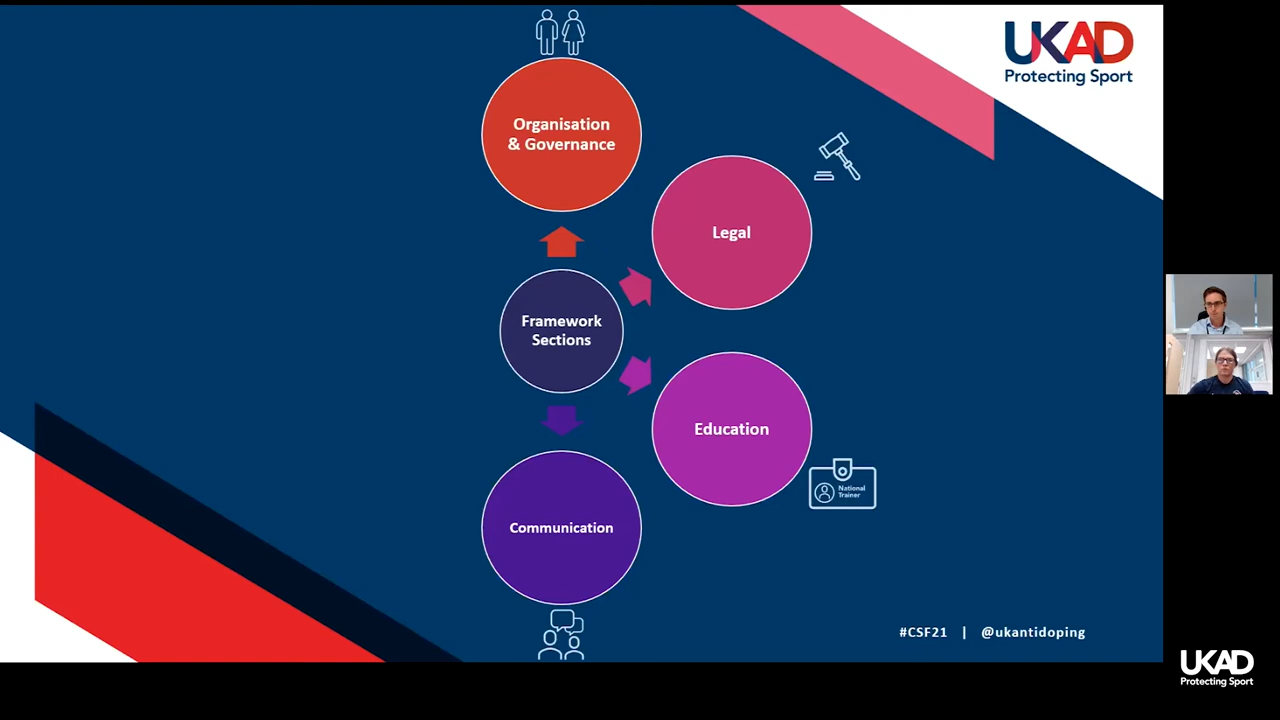 UKAD
Protecting Sport
Organisation
& Governance
Legal
Framework
Sections
Education
National
Trainer
Communication
#CSF21 | @ukantidoping
UKAD
Protecting Sport